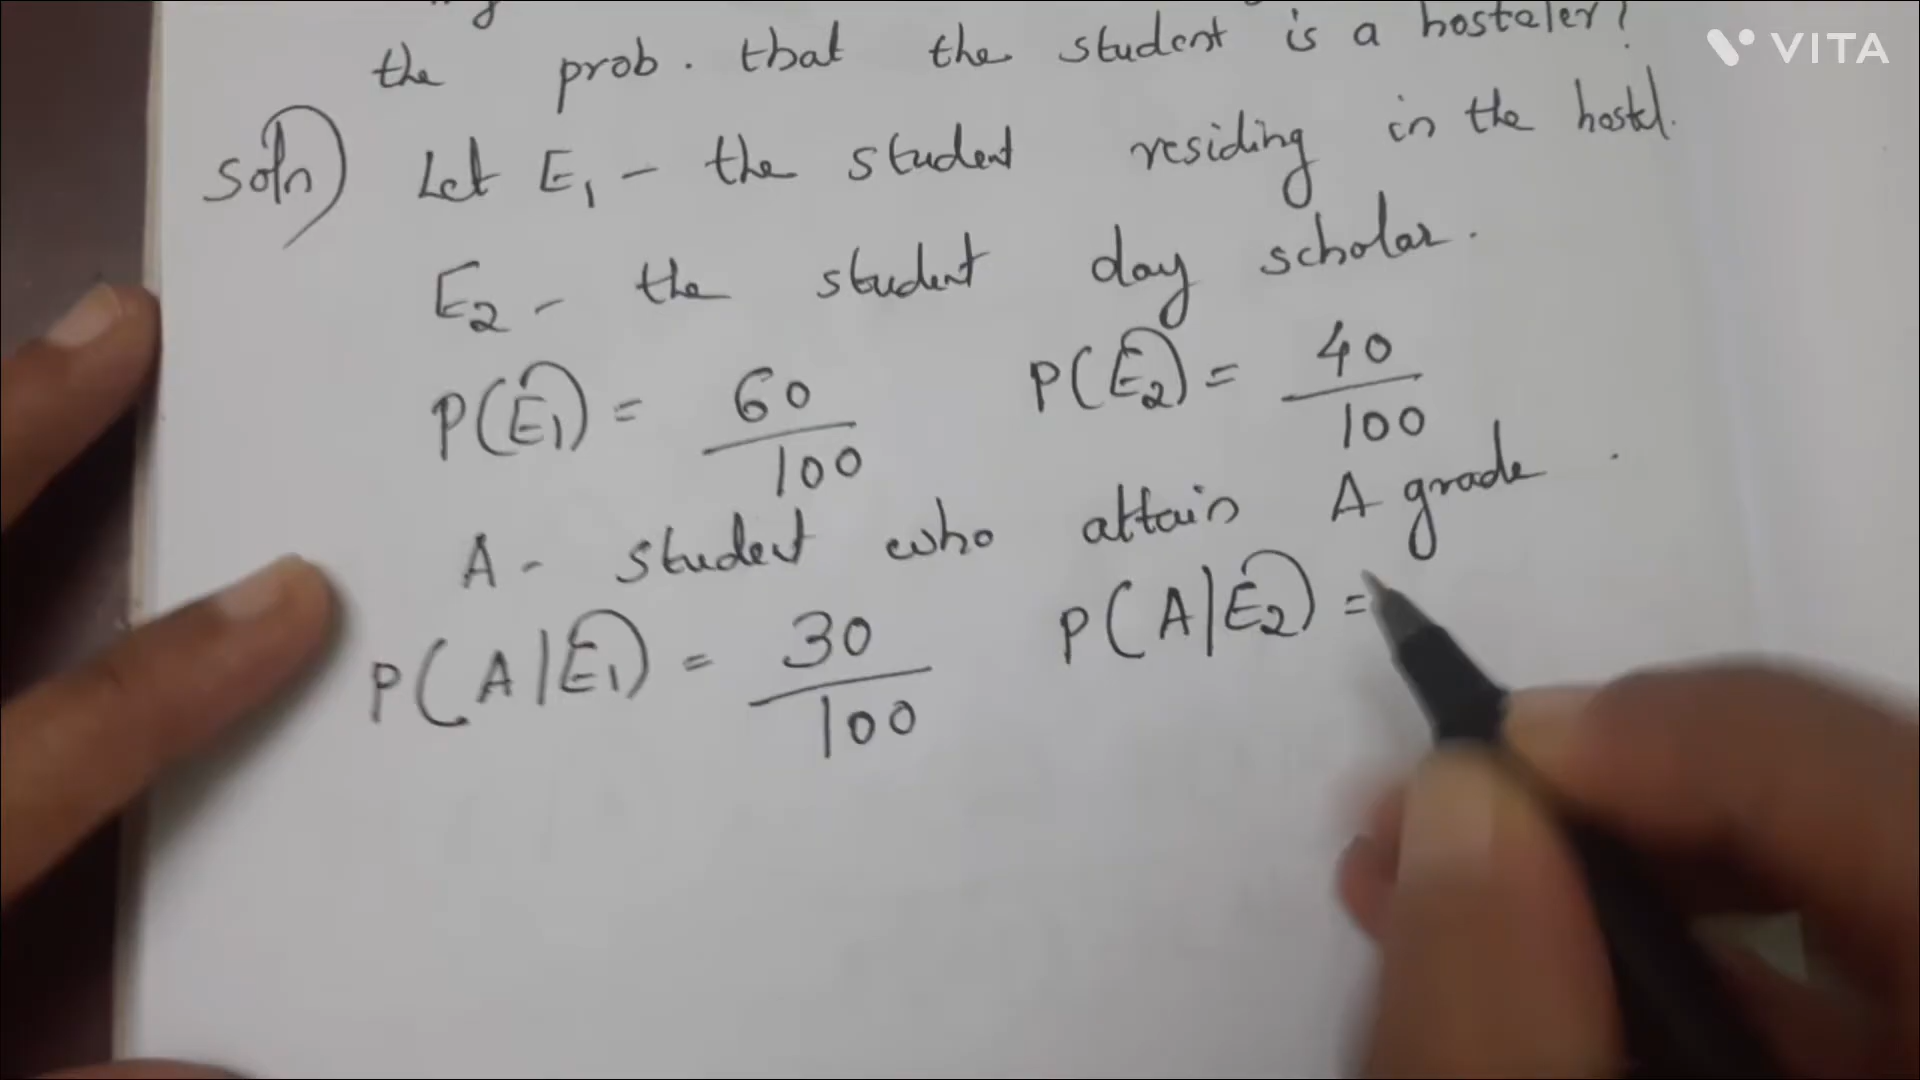 the prob. that the student is a hosteler?
VITA
Soln) Let E₁ - the student residing in the hostel.
E₂ - the student day scholar.
P(E₁) = 60/100 P(E₂) = 40/100
A - student who attain A grade.
P(A|E₁) = 30/100 P(A|E₂) =